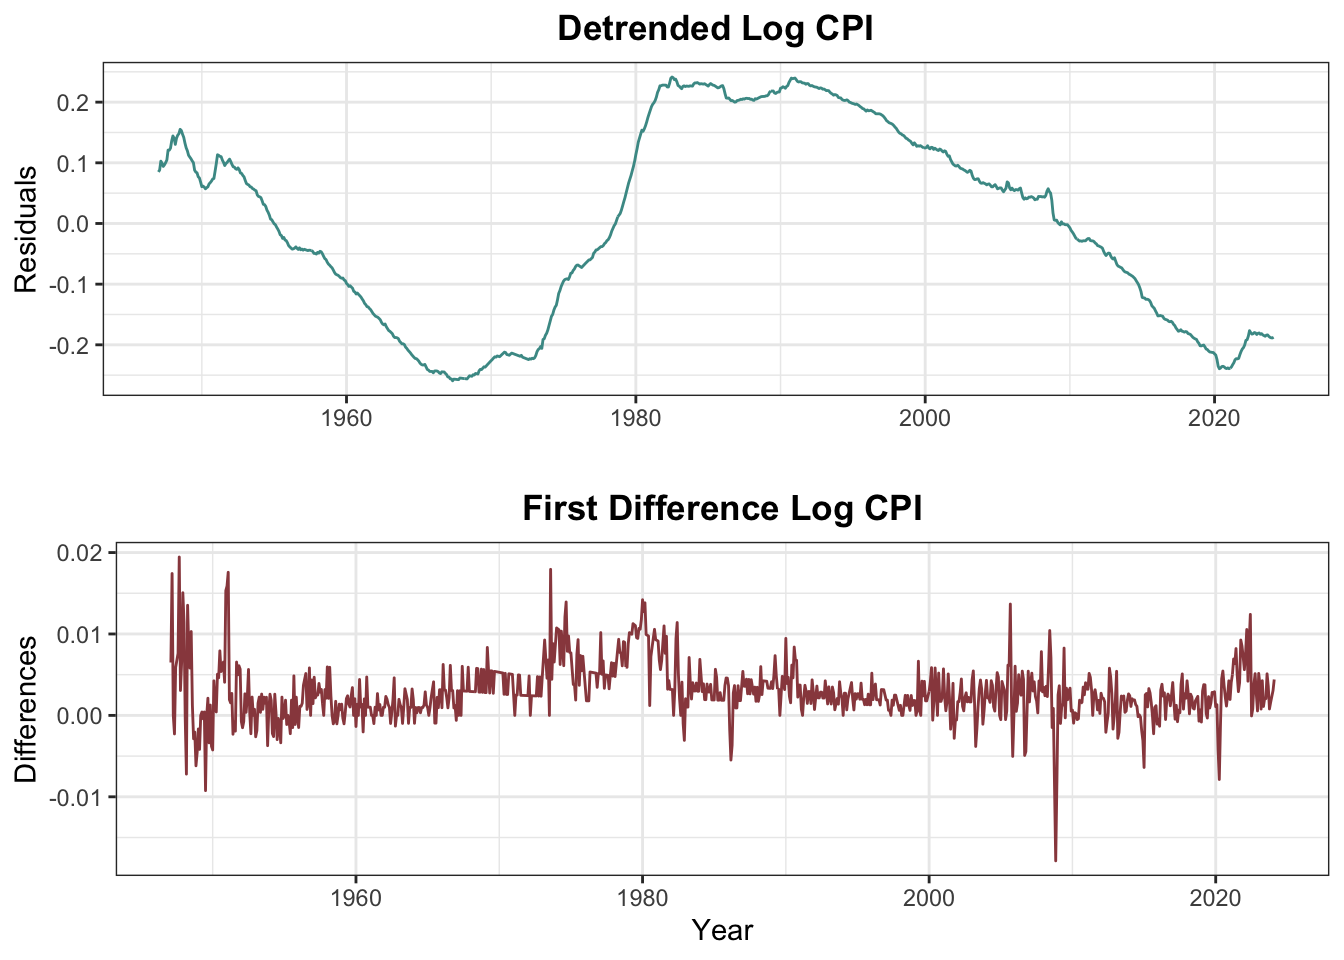 Detrended Log CPI
Residuals
0.2
0.1
0.0
-0.1
-0.2
1960 1980 2000 2020
First Difference Log CPI
Differences
0.02
0.01
0.00
-0.01
1960 1980 2000 2020
Year